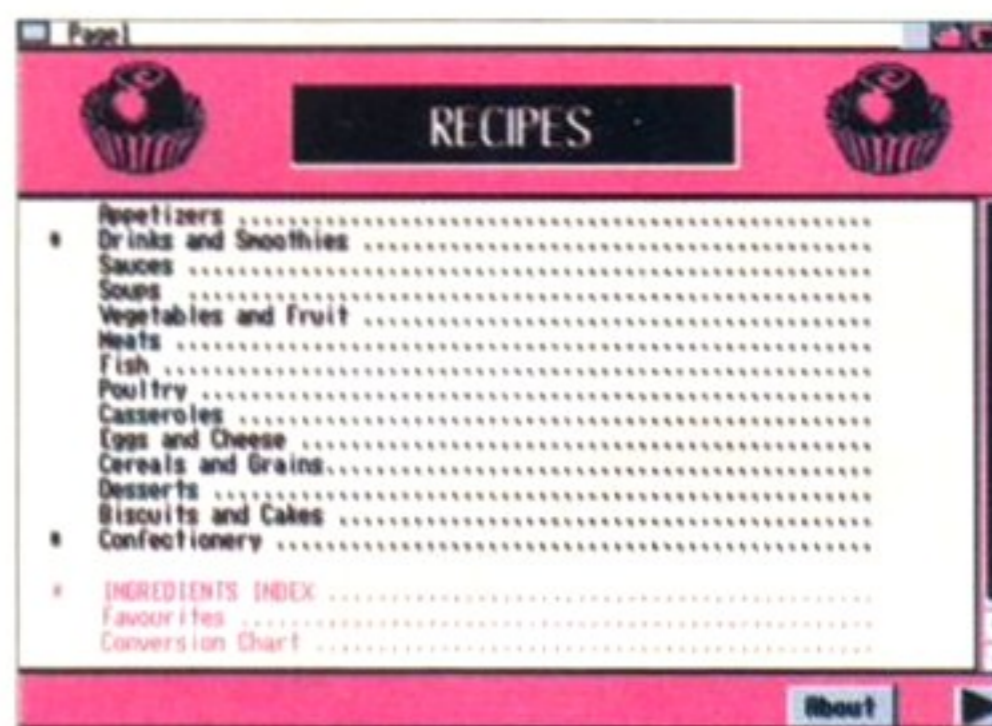 Page1
RECIPES
Appetizers ..........................................................
* Drinks and Smoothies ..........................................................
Sauces ..........................................................
Soups ..........................................................
Vegetables and Fruit ..........................................................
Meats ..........................................................
Fish ..........................................................
Poultry ..........................................................
Casseroles ..........................................................
Eggs and Cheese ..........................................................
Cereals and Grains ..........................................................
Desserts ..........................................................
Biscuits and Cakes ..........................................................
* Confectionery ..........................................................
* INGREDIENTS INDEX ..........................................................
Favourites ..........................................................
Conversion Chart ..........................................................
About